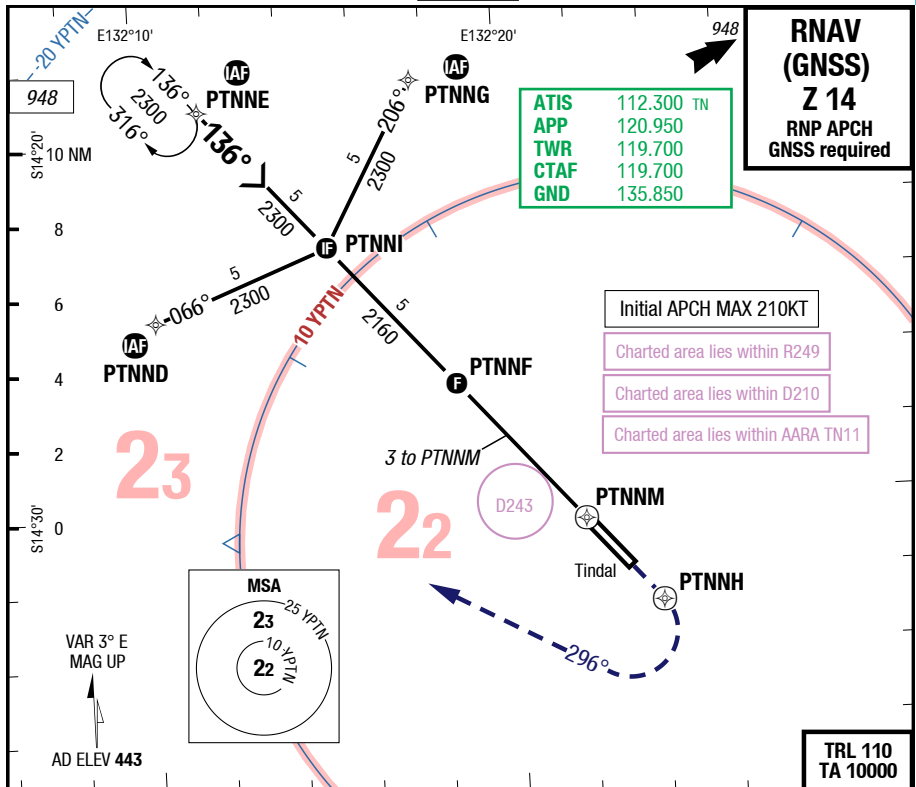 E132°10'
E132°20'
948
-20 YPTN
948
RNAV
(GNSS)
Z 14
RNP APCH
GNSS required
IAF
PTNNE
IAF
PTNNG
136°
2300
316°
-136°
206°
ATIS 112.300 TN
APP 120.950
TWR 119.700
CTAF 119.700
GND 135.850
S14°20'
10 NM
5
2300
5
2300
8
IF PTNNI
5
2300
-066°
10 YPTN
5
2160
6
IAF
PTNND
Initial APCH MAX 210KT
Charted area lies within R249
Charted area lies within D210
Charted area lies within AARA TN11
4
F
PTNNF
23
2
3 to PTNNM
D243
22
PTNNM
S14°30'
0
Tindal
PTNNH
MSA
23
25 YPTN
10 YPTN
22
296°
VAR 3° E
MAG UP
AD ELEV 443
TRL 110
TA 10000